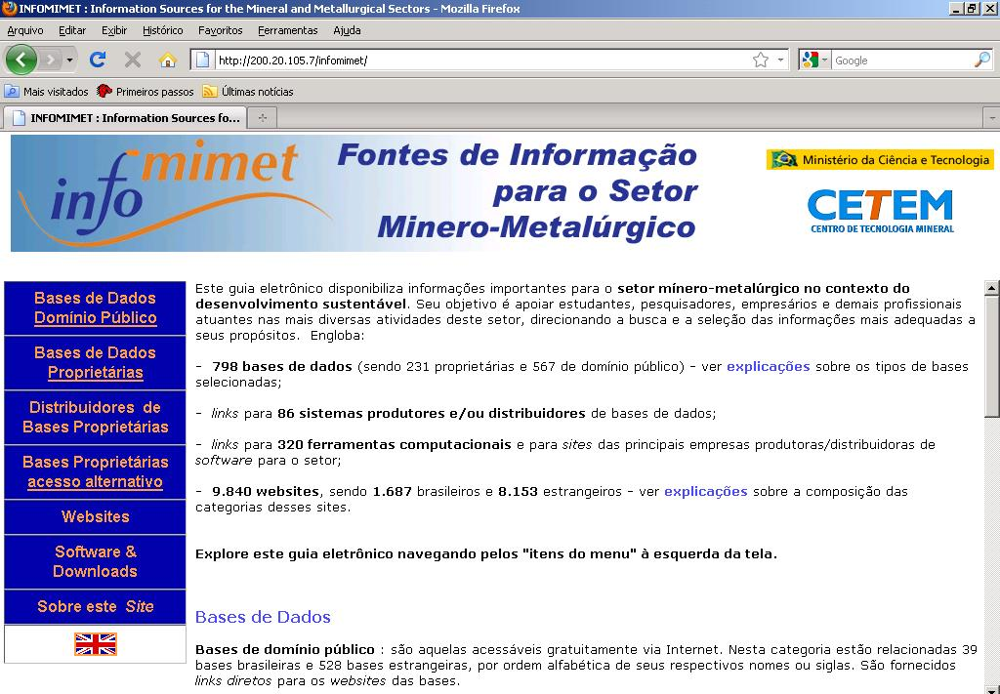 INFOMIMET : Information Sources for the Mineral and Metallurgical Sectors - Mozilla Firefox
Arquivo Editar Exibir Histórico Favoritos Ferramentas Ajuda
http://200.20.105.7/infomimet/
Google
Mais visitados Primeiros passos Últimas notícias
INFOMIMET : Information Sources fo...
info mimet
Fontes de Informação
para o Setor
Minero-Metalúrgico
Ministério da Ciência e Tecnologia
CETEM
CENTRO DE TECNOLOGIA MINERAL
Bases de Dados
Domínio Público
Bases de Dados
Proprietárias
Distribuidores de
Bases Proprietárias
Bases Proprietárias
acesso alternativo
Websites
Software &
Downloads
Sobre este Site
Este guia eletrônico disponibiliza informações importantes para o setor mínero-metalúrgico no contexto do
desenvolvimento sustentável. Seu objetivo é apoiar estudantes, pesquisadores, empresários e demais profissionais
atuantes nas mais diversas atividades deste setor, direcionando a busca e a seleção das informações mais adequadas a
seus propósitos. Engloba:
- 798 bases de dados (sendo 231 proprietárias e 567 de domínio público) - ver explicações sobre os tipos de bases
selecionadas;
- links para 86 sistemas produtores e/ou distribuidores de bases de dados;
- links para 320 ferramentas computacionais e para sites das principais empresas produtoras/distribuidoras de
software para o setor;
- 9.840 websites, sendo 1.687 brasileiros e 8.153 estrangeiros - ver explicações sobre a composição das
categorias desses sites.
Explore este guia eletrônico navegando pelos "itens do menu" à esquerda da tela.
Bases de Dados
Bases de domínio público : são aquelas acessáveis gratuitamente via Internet. Nesta categoria estão relacionadas 39
bases brasileiras e 528 bases estrangeiras, por ordem alfabética de seus respectivos nomes ou siglas. São fornecidos
links diretos para os websites das bases.